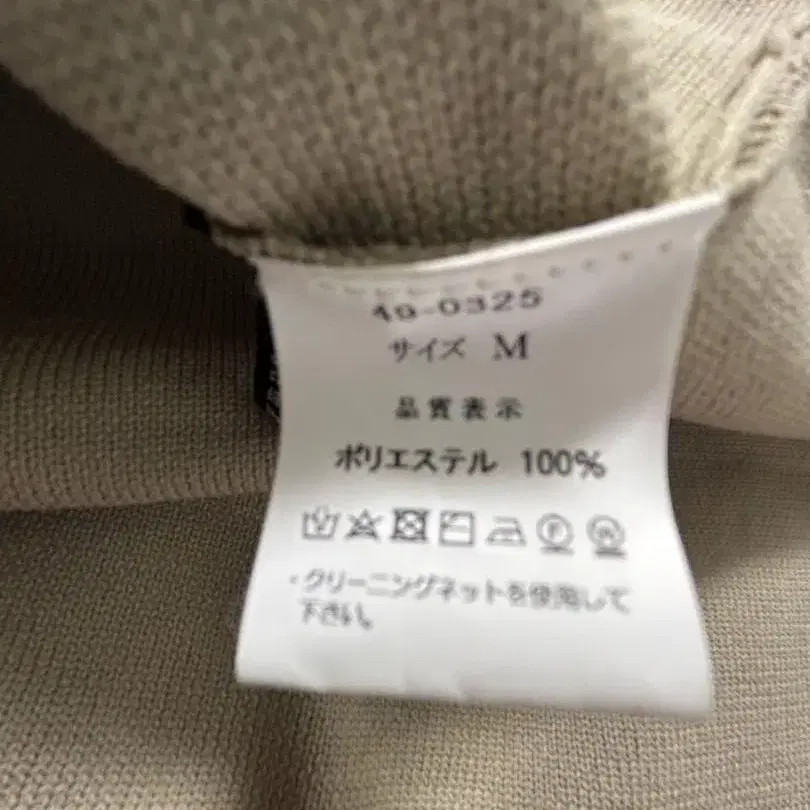 49-0325
サイズ M
品質表示
ポリエステル 100%
・クリーニングネットを使用して
下さい。